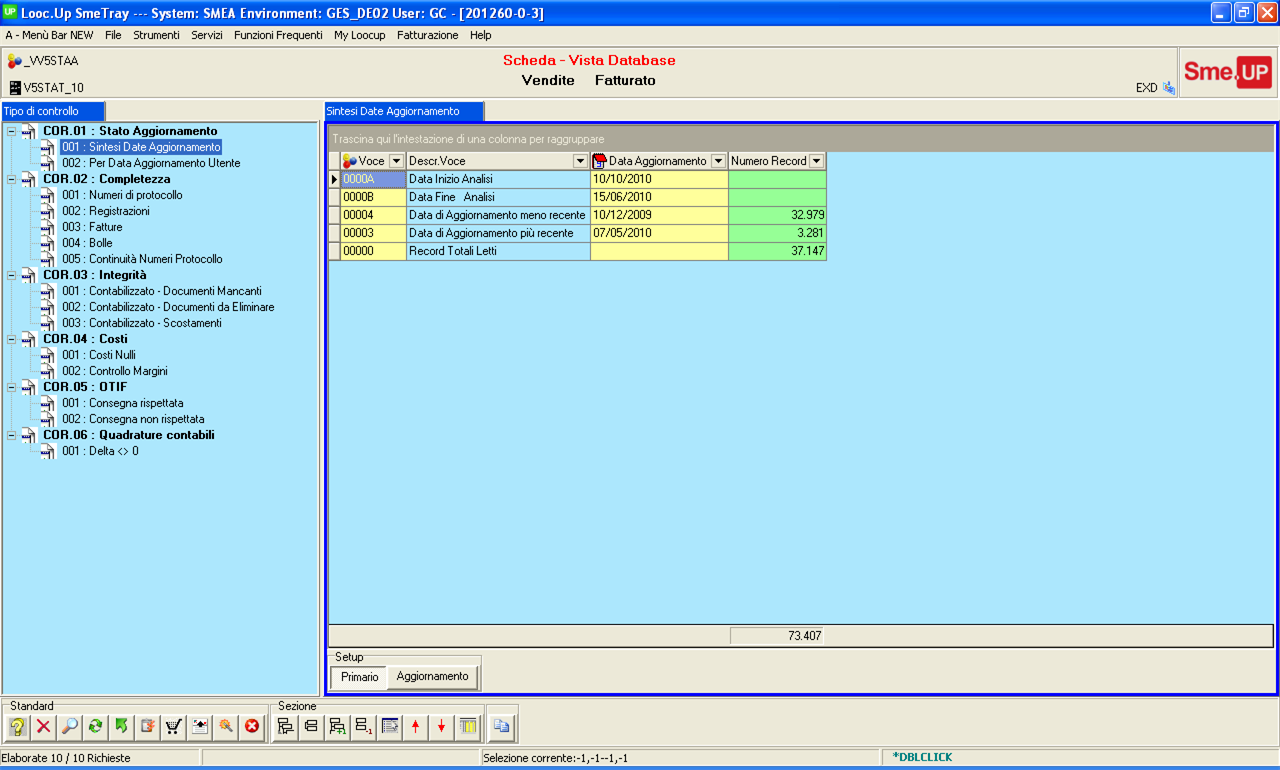 UP Looc.Up SmeTray --- System: SMEA Environment: GES_DE02 User: GC - [201260-0-3]
A - Menù Bar NEW File Strumenti Servizi Funzioni Frequenti My Loocup Fatturazione Help
_VV5STAA
Scheda - Vista Database
Vendite Fatturato
V5STAT_10
EXD
Sme.UP
Tipo di controllo
COR.01 : Stato Aggiornamento
001 : Sintesi Date Aggiornamento
002 : Per Data Aggiornamento Utente
COR.02 : Completezza
001 : Numeri di protocollo
002 : Registrazioni
003 : Fatture
004 : Bolle
005 : Continuità Numeri Protocollo
COR.03 : Integrità
001 : Contabilizzato - Documenti Mancanti
002 : Contabilizzato - Documenti da Eliminare
003 : Contabilizzato - Scostamenti
COR.04 : Costi
001 : Costi Nulli
002 : Controllo Margini
COR.05 : OTIF
001 : Consegna rispettata
002 : Consegna non rispettata
COR.06 : Quadrature contabili
001 : Delta <> 0
Sintesi Date Aggiornamento
Trascina qui l'intestazione di una colonna per raggruppare
Voce Descr.Voce Data Aggiornamento Numero Record
0000A Data Inizio Analisi 10/10/2010
0000B Data Fine Analisi 15/06/2010
00004 Data di Aggiornamento meno recente 10/12/2009 32.979
00003 Data di Aggiornamento più recente 07/05/2010 3.281
00000 Record Totali Letti 37.147
73.407
Setup
Primario Aggiornamento
Standard
Sezione
Elaborate 10 / 10 Richieste
Selezione corrente:-1,-1--1,-1
*DBLCLICK